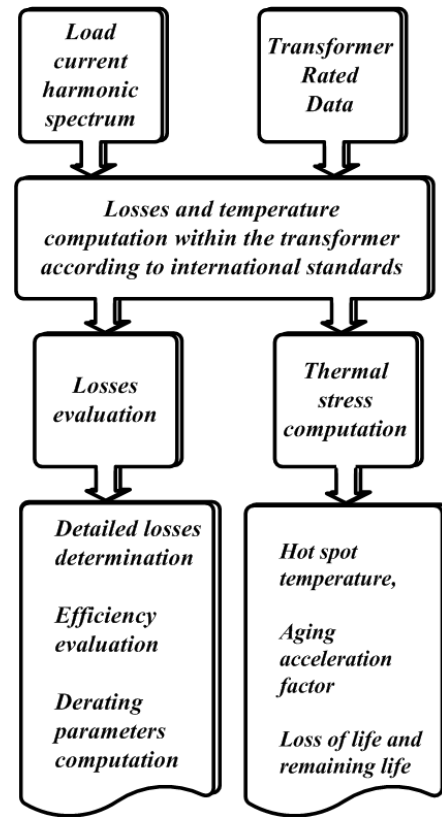 Load
current
harmonic
spectrum
Transformer
Rated
Data
Losses and temperature
computation within the transformer
according to international standards
Losses
evaluation
Thermal
stress
computation
Detailed losses
determination
Efficiency
evaluation
Derating
parameters
computation
Hot spot
temperature,
Aging
acceleration
factor
Loss of life and
remaining life